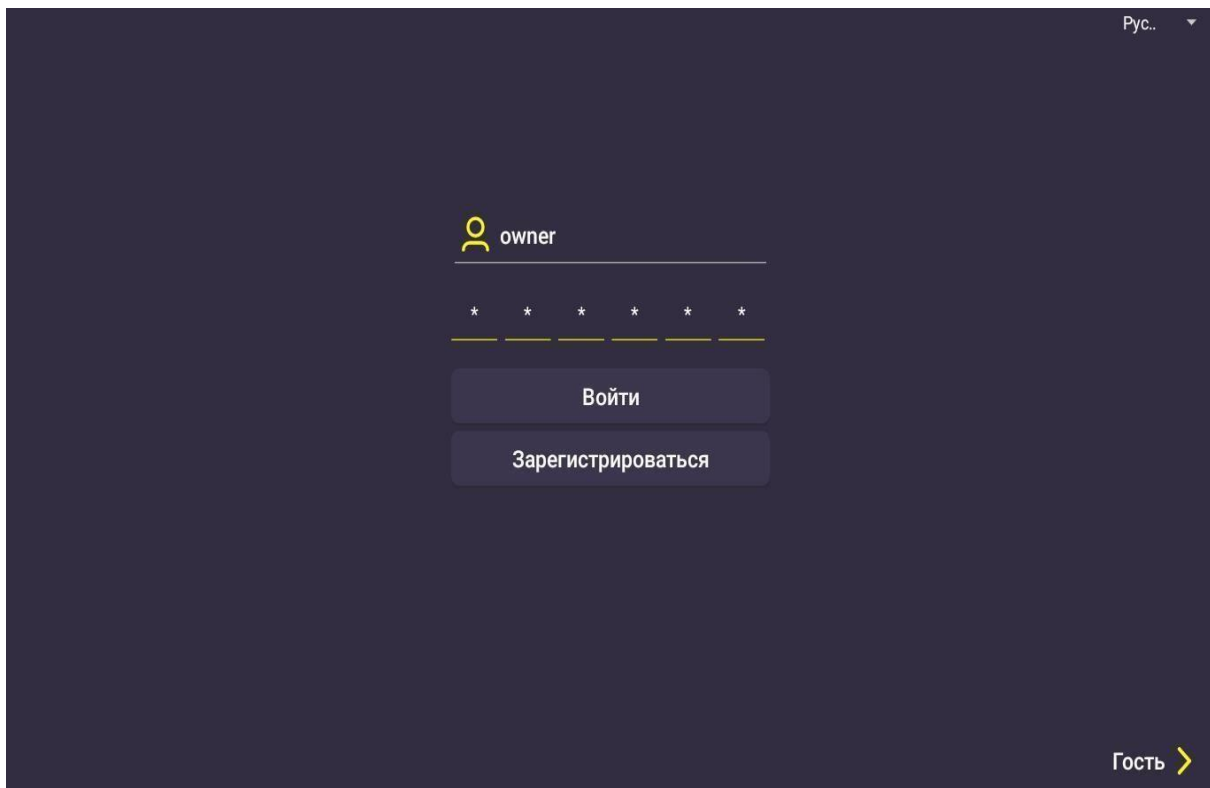 Рус..
owner
* * * * * *
Войти
Зарегистрироваться
Гость